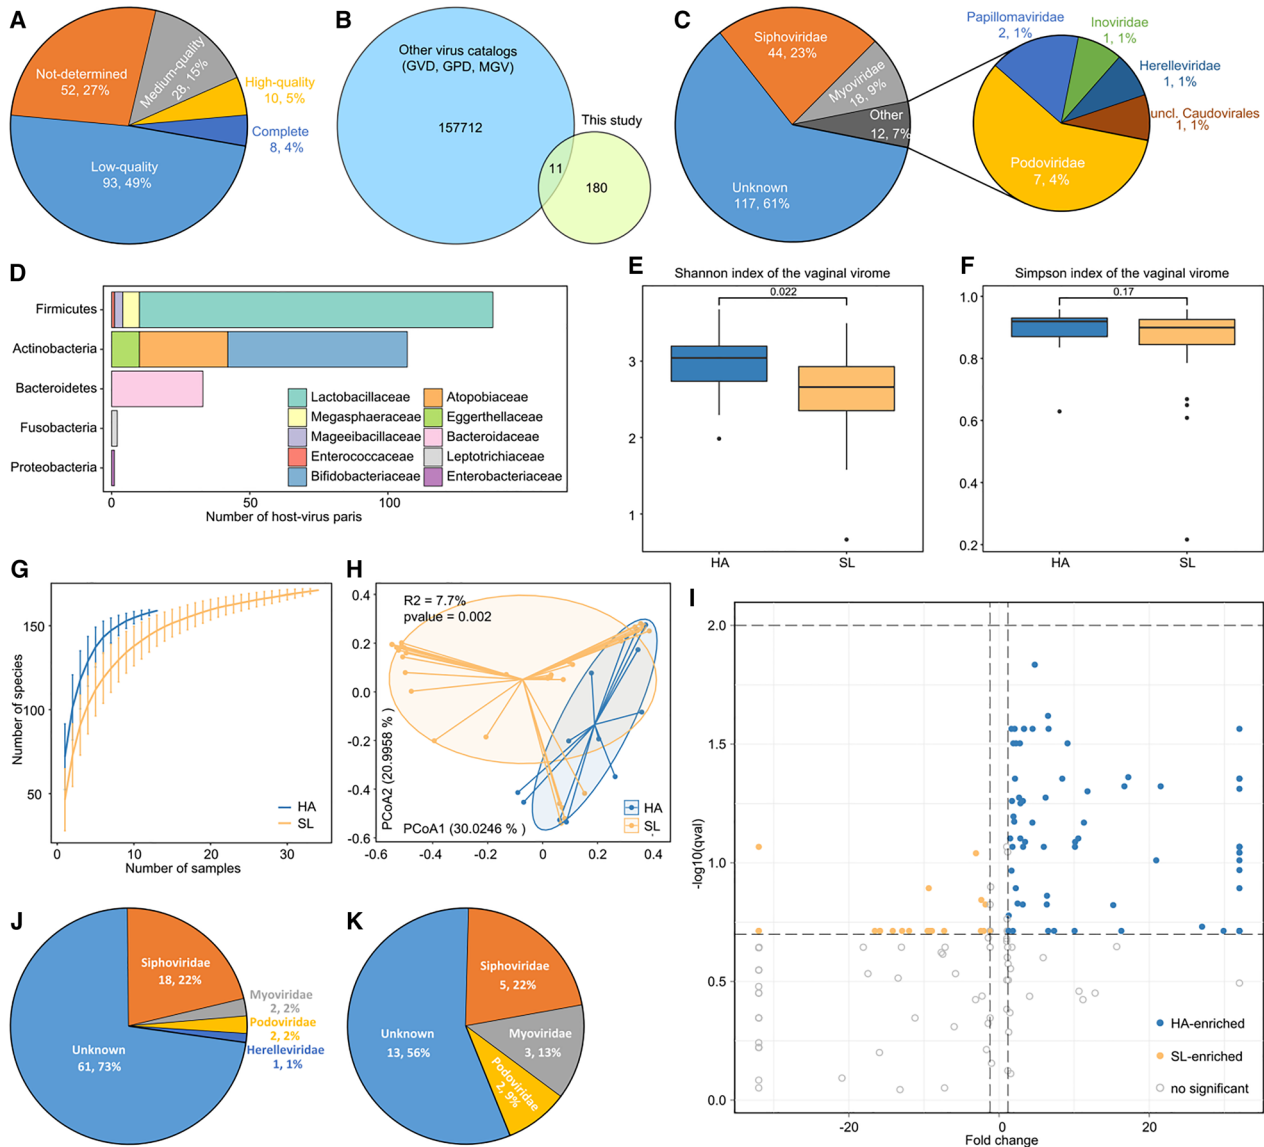 A
Not-determined
52, 27%
Medium-quality
28, 15%
High-quality
10, 5%
Complete
8, 4%
Low-quality
93, 49%
B
Other virus catalogs
(GVD, GPD, MGV)
157712
This study
11
180
C
Siphoviridae
44, 23%
Myoviridae
18, 9%
Other
12, 7%
Unknown
117, 61%
Papillomaviridae
2, 1%
Inoviridae
1, 1%
Herelleviridae
1, 1%
uncl. Caudovirales
1, 1%
Podoviridae
7, 4%
D
Firmicutes
Actinobacteria
Bacteroidetes
Fusobacteria
Proteobacteria
Lactobacillaceae
Megasphaeraceae
Mageeibacillaceae
Enterococcaceae
Bifidobacteriaceae
Atopobiaceae
Eggerthellaceae
Bacteroidaceae
Leptotrichiaceae
Enterobacteriaceae
0 50 100
Number of host-virus paris
E
Shannon index of the vaginal virome
0.022
3
2
1
HA SL
F
Simpson index of the vaginal virome
0.17
1.0
0.8
0.6
0.4
0.2
HA SL
G
Number of species
150
100
50
HA
SL
0 10 20 30
Number of samples
H
R2 = 7.7%
pvalue = 0.002
0.4
0.2
0.0
-0.2
-0.4
-0.6
PCoA2 (20.9958 % )
PCoA1 (30.0246 % )
HA
SL
-0.6 -0.4 -0.2 0 0.2 0.4
I
2.0
1.5
1.0
0.5
0.0
-log10(qval)
HA-enriched
SL-enriched
no significant
-20 0 20
Fold change
J
Siphoviridae
18, 22%
Myoviridae
2, 2%
Podoviridae
2, 2%
Herelleviridae
1, 1%
Unknown
61, 73%
K
Siphoviridae
5, 22%
Myoviridae
3, 13%
Podoviridae
2, 9%
Unknown
13, 56%